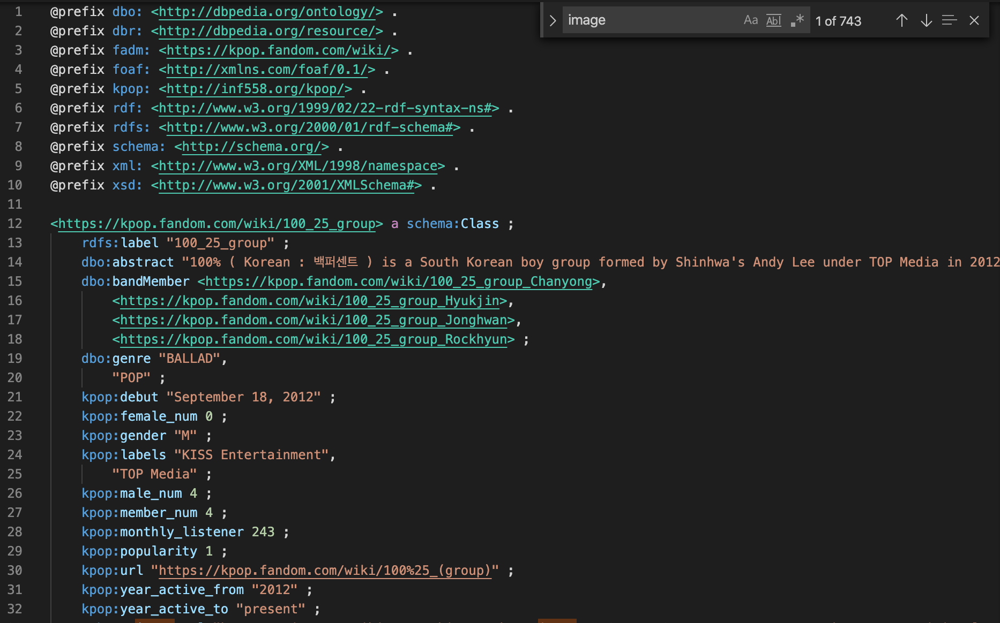 1 @prefix dbo: <http://dbpedia.org/ontology/> .
2 @prefix dbr: <http://dbpedia.org/resource/> .
3 @prefix fadm: <https://kpop.fandom.com/wiki/> .
4 @prefix foaf: <http://xmlns.com/foaf/0.1/> .
5 @prefix kpop: <http://inf558.org/kpop/> .
6 @prefix rdf: <http://www.w3.org/1999/02/22-rdf-syntax-ns#> .
7 @prefix rdfs: <http://www.w3.org/2000/01/rdf-schema#> .
8 @prefix schema: <http://schema.org/> .
9 @prefix xml: <http://www.w3.org/XML/1998/namespace> .
10 @prefix xsd: <http://www.w3.org/2001/XMLSchema#> .
11
12 <https://kpop.fandom.com/wiki/100_25_group> a schema:Class ;
13 rdfs:label "100_25_group" ;
14 dbo:abstract "100% ( Korean : 백퍼센트 ) is a South Korean boy group formed by Shinhwa's Andy Lee under TOP Media in 2012
15 dbo:bandMember <https://kpop.fandom.com/wiki/100_25_group_Chanyong>,
16 <https://kpop.fandom.com/wiki/100_25_group_Hyukjin>,
17 <https://kpop.fandom.com/wiki/100_25_group_Jonghwan>,
18 <https://kpop.fandom.com/wiki/100_25_group_Rockhyun> ;
19 dbo:genre "BALLAD",
20 "POP" ;
21 kpop:debut "September 18, 2012" ;
22 kpop:female_num 0 ;
23 kpop:gender "M" ;
24 kpop:labels "KISS Entertainment",
25 "TOP Media" ;
26 kpop:male_num 4 ;
27 kpop:member_num 4 ;
28 kpop:monthly_listener 243 ;
29 kpop:popularity 1 ;
30 kpop:url "https://kpop.fandom.com/wiki/100%25_(group)" ;
31 kpop:year_active_from "2012" ;
32 kpop:year_active_to "present" ;
image Aa Abl .* 1 of 743